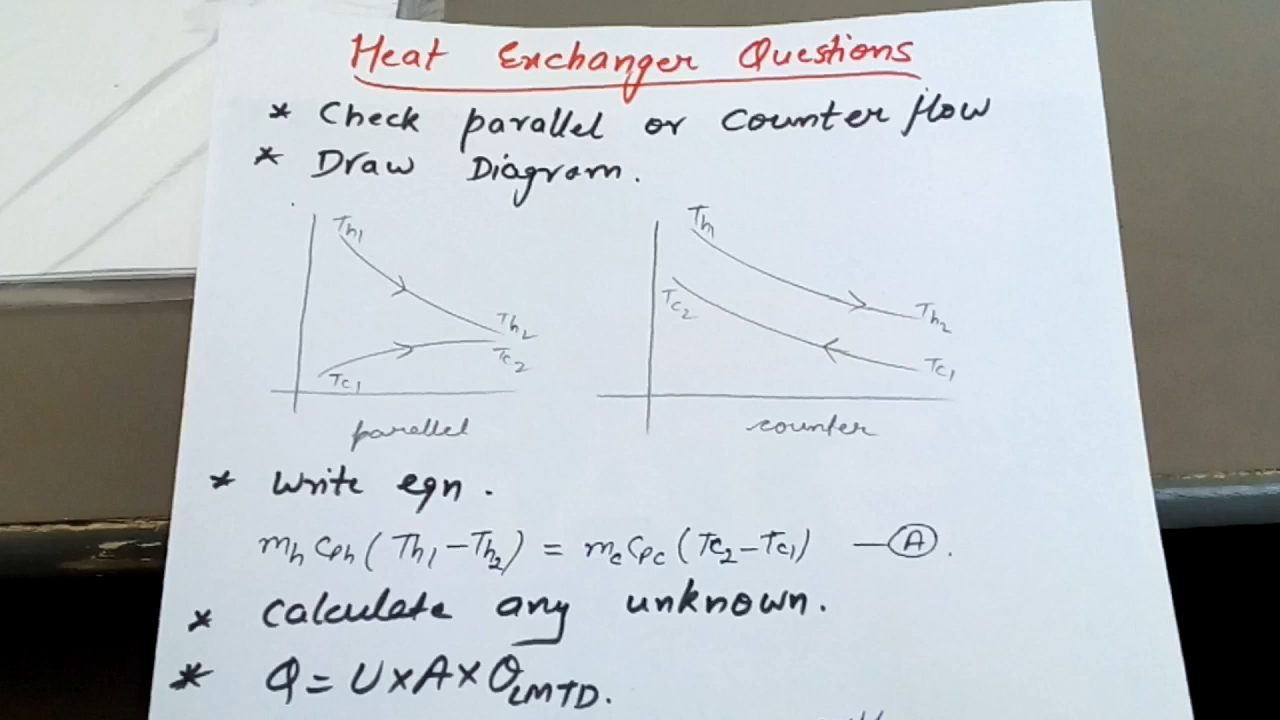 Heat Exchanger Questions
* Check parallel or counter flow
* Draw Diagram.
Th1
Th2
Tc2
Tc1
parallel
Th1
Tc2
Th2
Tc1
counter
* Write eqn.
mh Cph (Th1 - Th2) = mc Cpc (Tc2 - Tc1) — A.
* Calculate any unknown.
* Q = U x A x θLMTD.